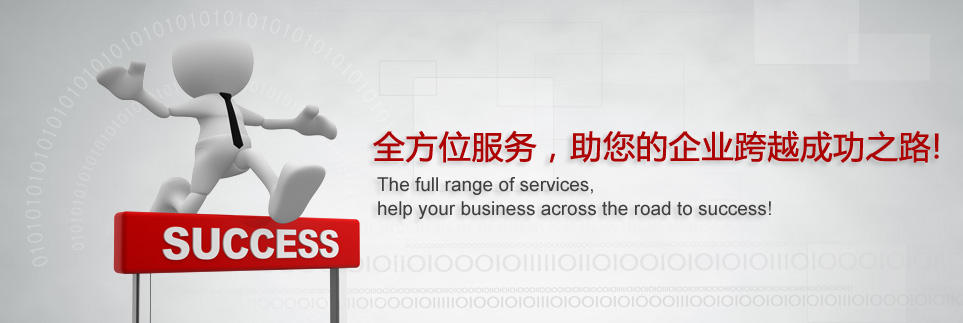 全方位服务，助您的企业跨越成功之路!
The full range of services,
help your business across the road to success!
SUCCESS